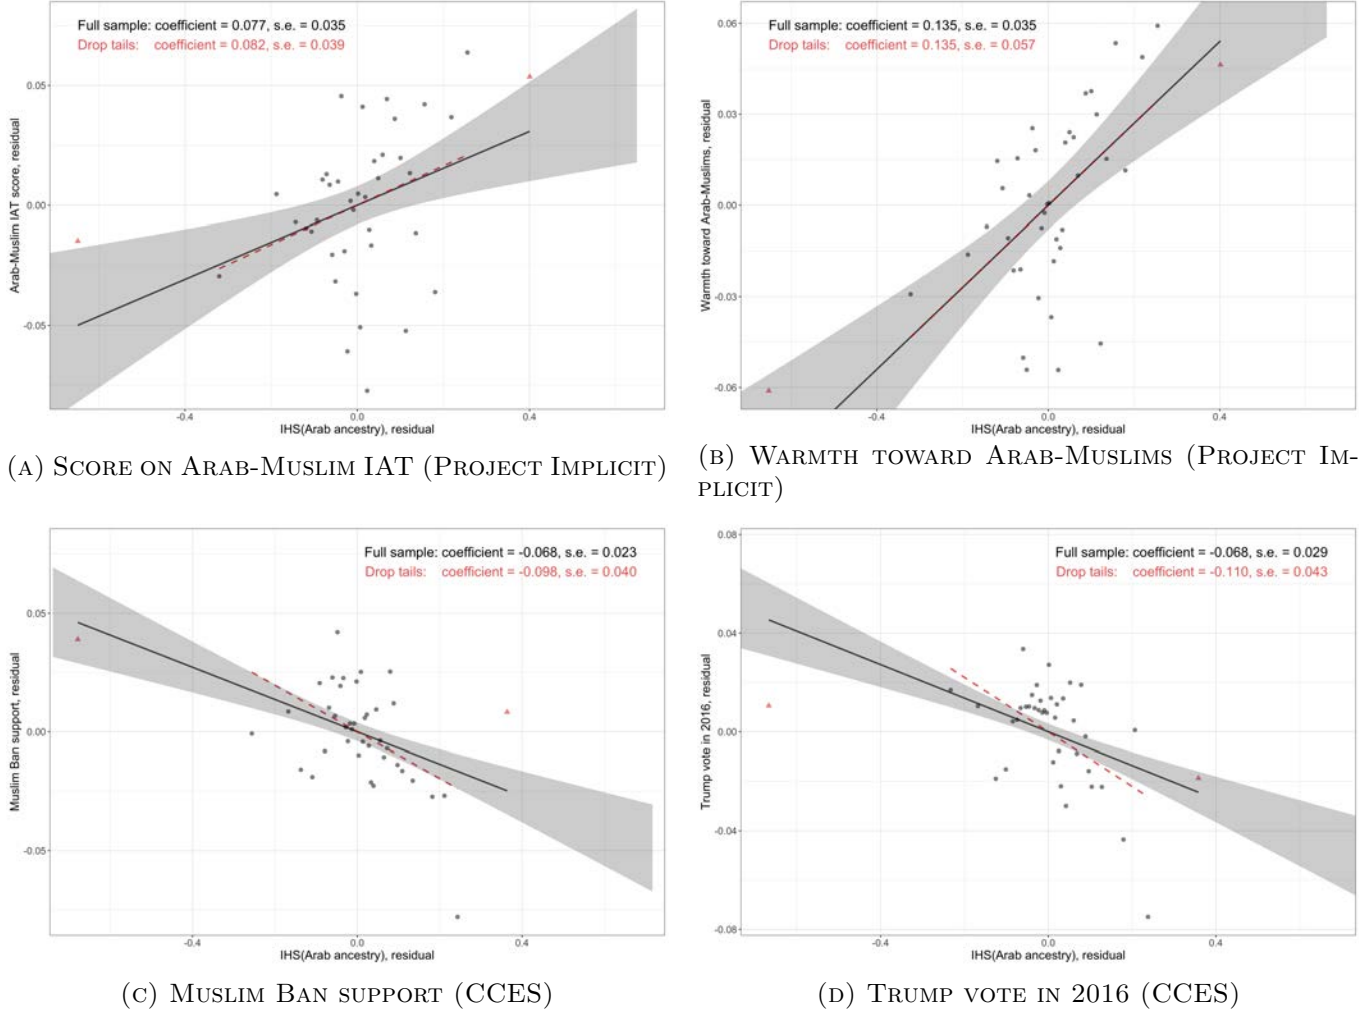 Full sample: coefficient = 0.077, s.e. = 0.035
Drop tails: coefficient = 0.082, s.e. = 0.039
Arab-Muslim IAT score, residual
0.05
0.00
-0.05
-0.4
0.0
0.4
IHS(Arab ancestry), residual
(A) Score on Arab-Muslim IAT (Project Implicit)
Full sample: coefficient = 0.135, s.e. = 0.035
Drop tails: coefficient = 0.135, s.e. = 0.057
Warmth toward Arab-Muslims, residual
0.06
0.03
0.00
-0.03
-0.06
-0.4
0.0
0.4
IHS(Arab ancestry), residual
(B) Warmth toward Arab-Muslims (Project Im-
plicit)
Full sample: coefficient = -0.068, s.e. = 0.023
Drop tails: coefficient = -0.098, s.e. = 0.040
Muslim Ban support, residual
0.05
0.00
-0.05
-0.4
0.0
0.4
IHS(Arab ancestry), residual
(C) Muslim Ban support (CCES)
Full sample: coefficient = -0.068, s.e. = 0.029
Drop tails: coefficient = -0.110, s.e. = 0.043
Trump vote in 2016, residual
0.08
0.04
0.00
-0.04
-0.08
-0.4
0.0
0.4
IHS(Arab ancestry), residual
(D) Trump vote in 2016 (CCES)